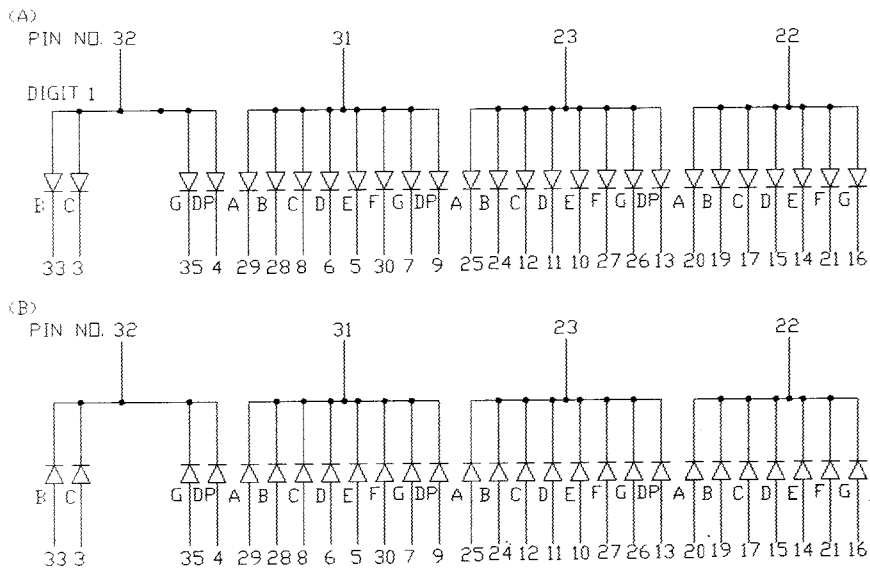 (A)
PIN NO. 32 31 23 22
DIGIT 1
B C G DP A B C D E F G DP A B C D E F G DP A B C D E F G
33 3 35 4 29 28 8 6 5 30 7 9 25 24 12 11 10 27 26 13 20 19 17 15 14 21 16
(B)
PIN NO. 32 31 23 22
B C G DP A B C D E F G DP A B C D E F G DP A B C D E F G
33 3 35 4 29 28 8 6 5 30 7 9 25 24 12 11 10 27 26 13 20 19 17 15 14 21 16